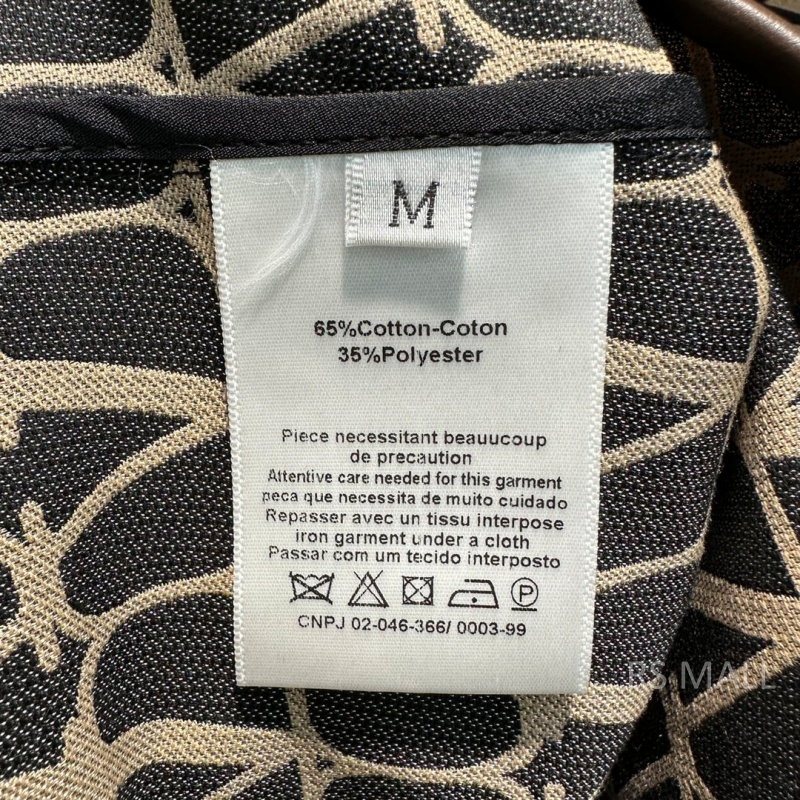 M
65%Cotton-Coton
35%Polyester
Piece necessitant beauucoup
de precaution
Attentive care needed for this garment
peca que necessita de muito cuidado
Repasser avec un tissu interpose
iron garment under a cloth
Passar com um tecido interposto
P
CNPJ 02-046-366/ 0003-99
RS MALL